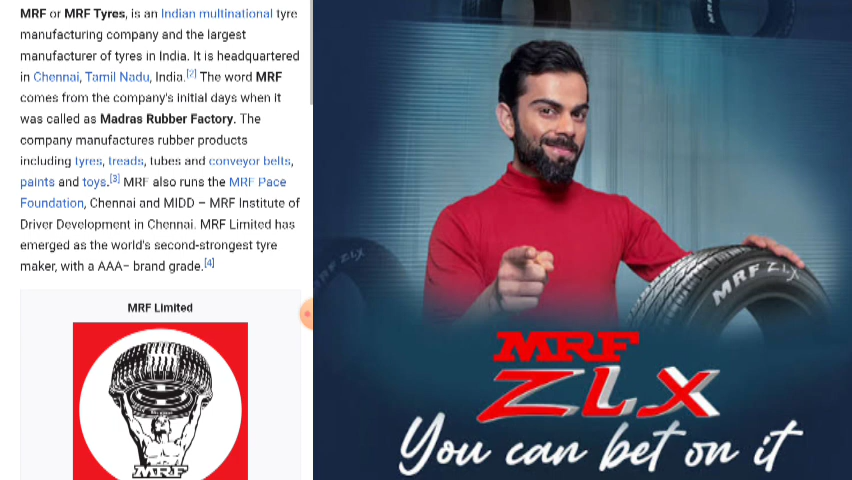 MRF or MRF Tyres, is an Indian multinational tyre
manufacturing company and the largest
manufacturer of tyres in India. It is headquartered
in Chennai, Tamil Nadu, India.[2] The word MRF
comes from the company's initial days when it
was called as Madras Rubber Factory. The
company manufactures rubber products
including tyres, treads, tubes and conveyor belts,
paints and toys.[3] MRF also runs the MRF Pace
Foundation, Chennai and MIDD – MRF Institute of
Driver Development in Chennai. MRF Limited has
emerged as the world's second-strongest tyre
maker, with a AAA− brand grade.[4]
MRF Limited
MRF
MRF ZLX
MRF ZLX
MRF
ZLX
You can bet on it